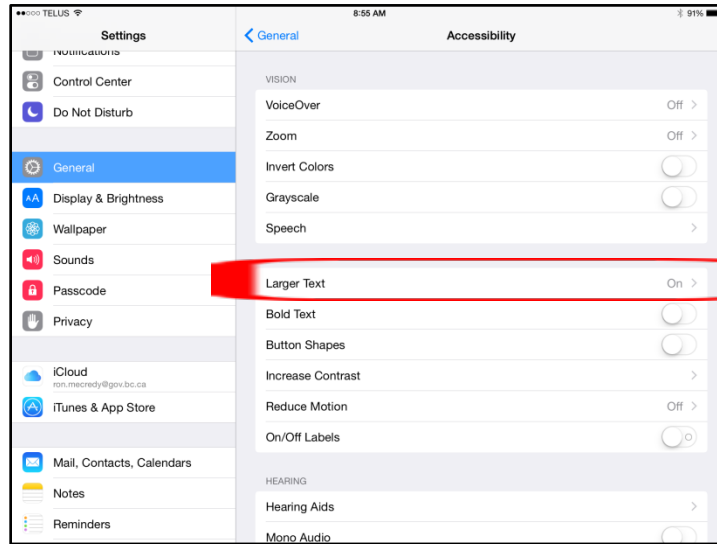 TELUS 8:55 AM 91%
Settings
General Accessibility
Notifications
Control Center
Do Not Disturb
General
Display & Brightness
Wallpaper
Sounds
Passcode
Privacy
iCloud
ron.mecredy@gov.bc.ca
iTunes & App Store
Mail, Contacts, Calendars
Notes
Reminders
VISION
VoiceOver Off
Zoom Off
Invert Colors
Grayscale
Speech
Larger Text On
Bold Text
Button Shapes
Increase Contrast
Reduce Motion Off
On/Off Labels
HEARING
Hearing Aids
Mono Audio